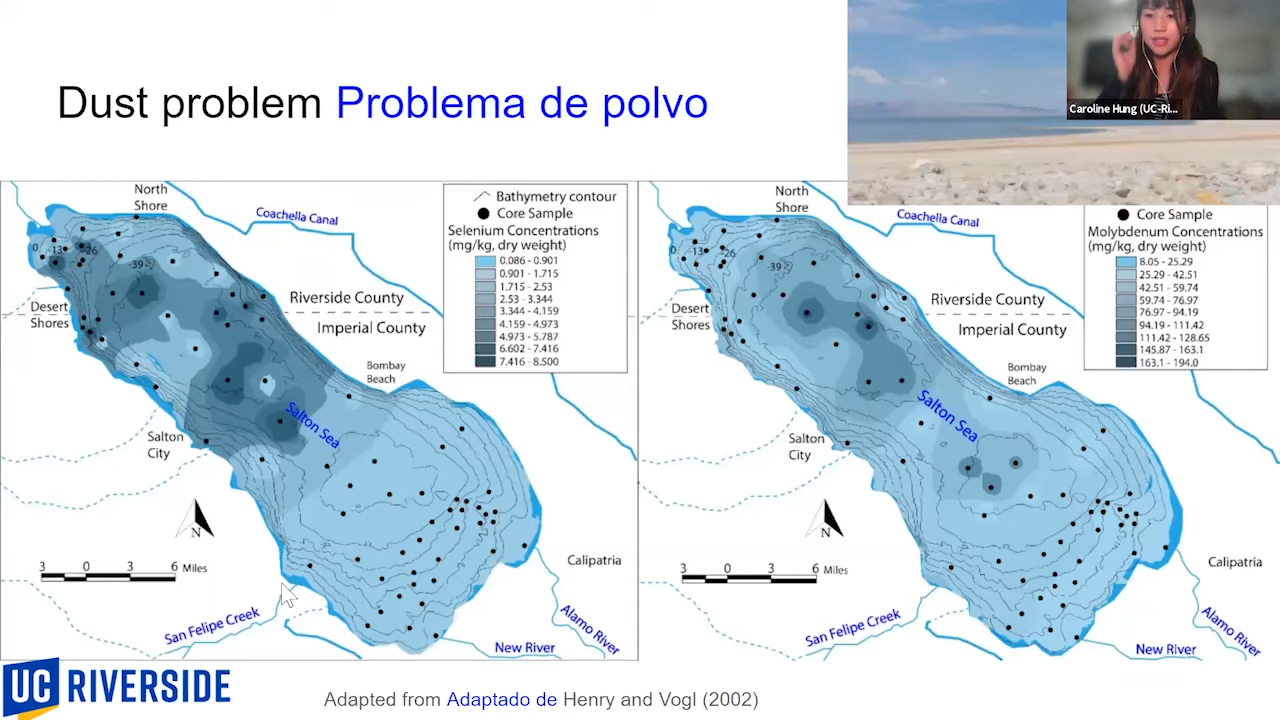 Dust problem Problema de polvo
Caroline Hung (UC-Ri...
North
Shore
Coachella Canal
Bathymetry contour
Core Sample
Selenium Concentrations
(mg/kg, dry weight)
0.086 - 0.901
0.901 - 1.715
1.715 - 2.53
2.53 - 3.344
3.344 - 4.159
4.159 - 4.973
4.973 - 5.787
6.602 - 7.416
7.416 - 8.500
0
-13
-26
-39
Desert
Shores
Riverside County
Imperial County
Bombay
Beach
Salton Sea
Salton
City
N
3 0 3 6 Miles
Calipatria
San Felipe Creek
Alamo River
New River
North
Shore
Coachella Canal
Core Sample
Molybdenum Concentrations
(mg/kg, dry weight)
8.05 - 25.29
25.29 - 42.51
42.51 - 59.74
59.74 - 76.97
76.97 - 94.19
94.19 - 111.42
111.42 - 128.65
145.87 - 163.1
163.1 - 194.0
0
-13
-26
-39
Desert
Shores
Riverside County
Imperial County
Bombay
Beach
Salton Sea
Salton
City
N
3 0 3 6 Miles
Calipatria
San Felipe Creek
Alamo River
New River
UC RIVERSIDE
Adapted from Adaptado de Henry and Vogl (2002)